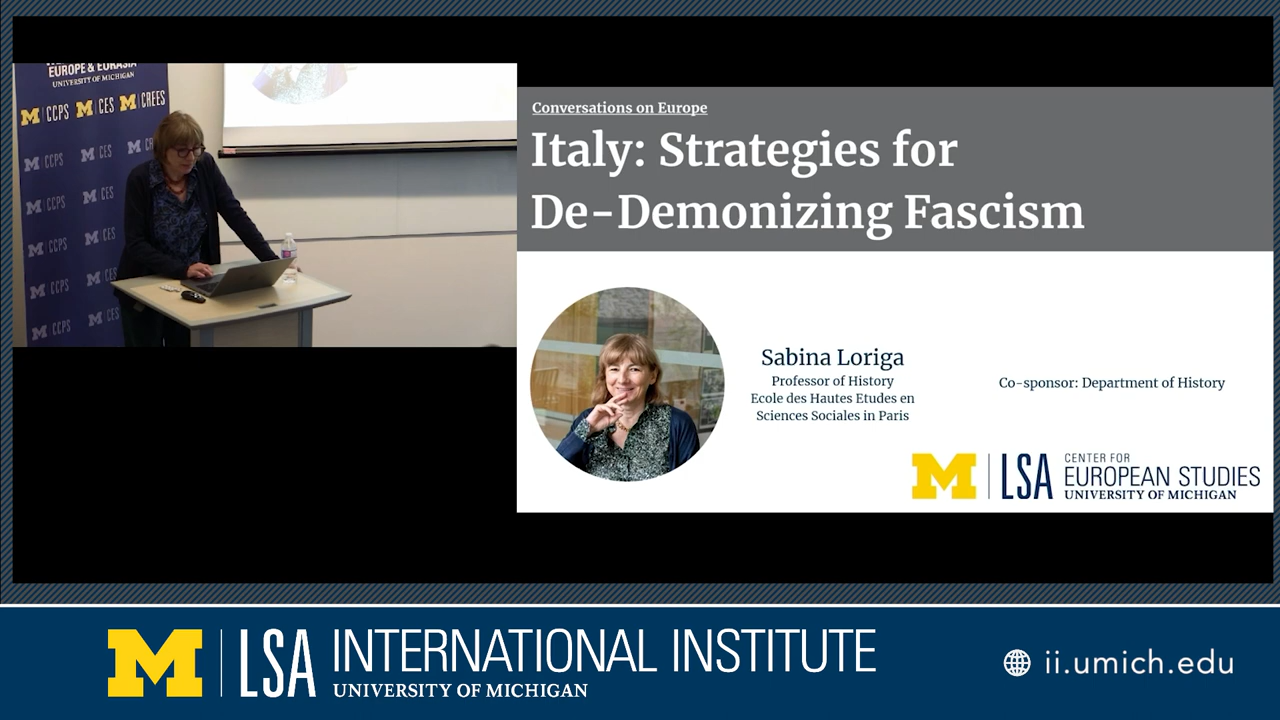 EUROPE & EURASIA
UNIVERSITY OF MICHIGAN
M CCPS M CES M CREES
M CCPS M CES M CR
M CCPS M CES
M CCPS M CES
M CCPS M CES
M CCPS M CES
Conversations on Europe
Italy: Strategies for
De-Demonizing Fascism
Sabina Loriga
Professor of History
Ecole des Hautes Etudes en
Sciences Sociales in Paris
Co-sponsor: Department of History
M LSA CENTER FOR
EUROPEAN STUDIES
UNIVERSITY OF MICHIGAN
M LSA INTERNATIONAL INSTITUTE
UNIVERSITY OF MICHIGAN
ii.umich.edu